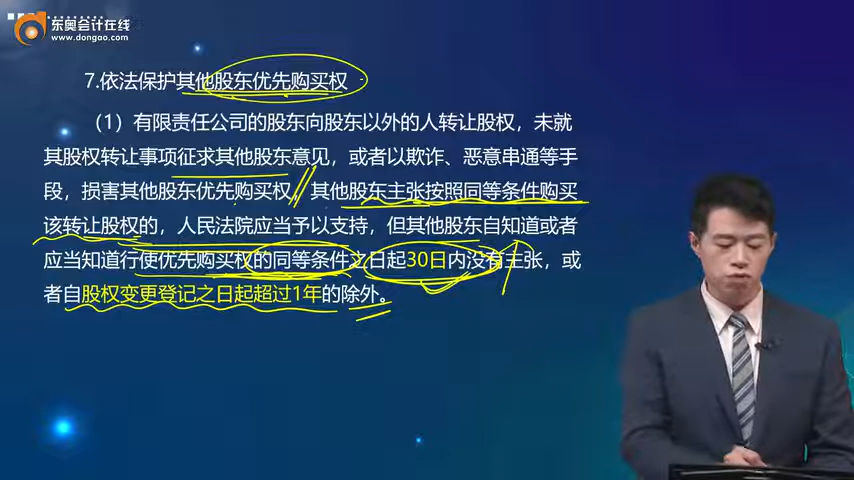 东奥会计在线
www.dongao.com
7.依法保护其他股东优先购买权
（1）有限责任公司的股东向股东以外的人转让股权，未就
其股权转让事项征求其他股东意见，或者以欺诈、恶意串通等手
段，损害其他股东优先购买权，其他股东主张按照同等条件购买
该转让股权的，人民法院应当予以支持，但其他股东自知道或者
应当知道行使优先购买权的同等条件之日起30日内没有主张，或
者自股权变更登记之日起超过1年的除外。